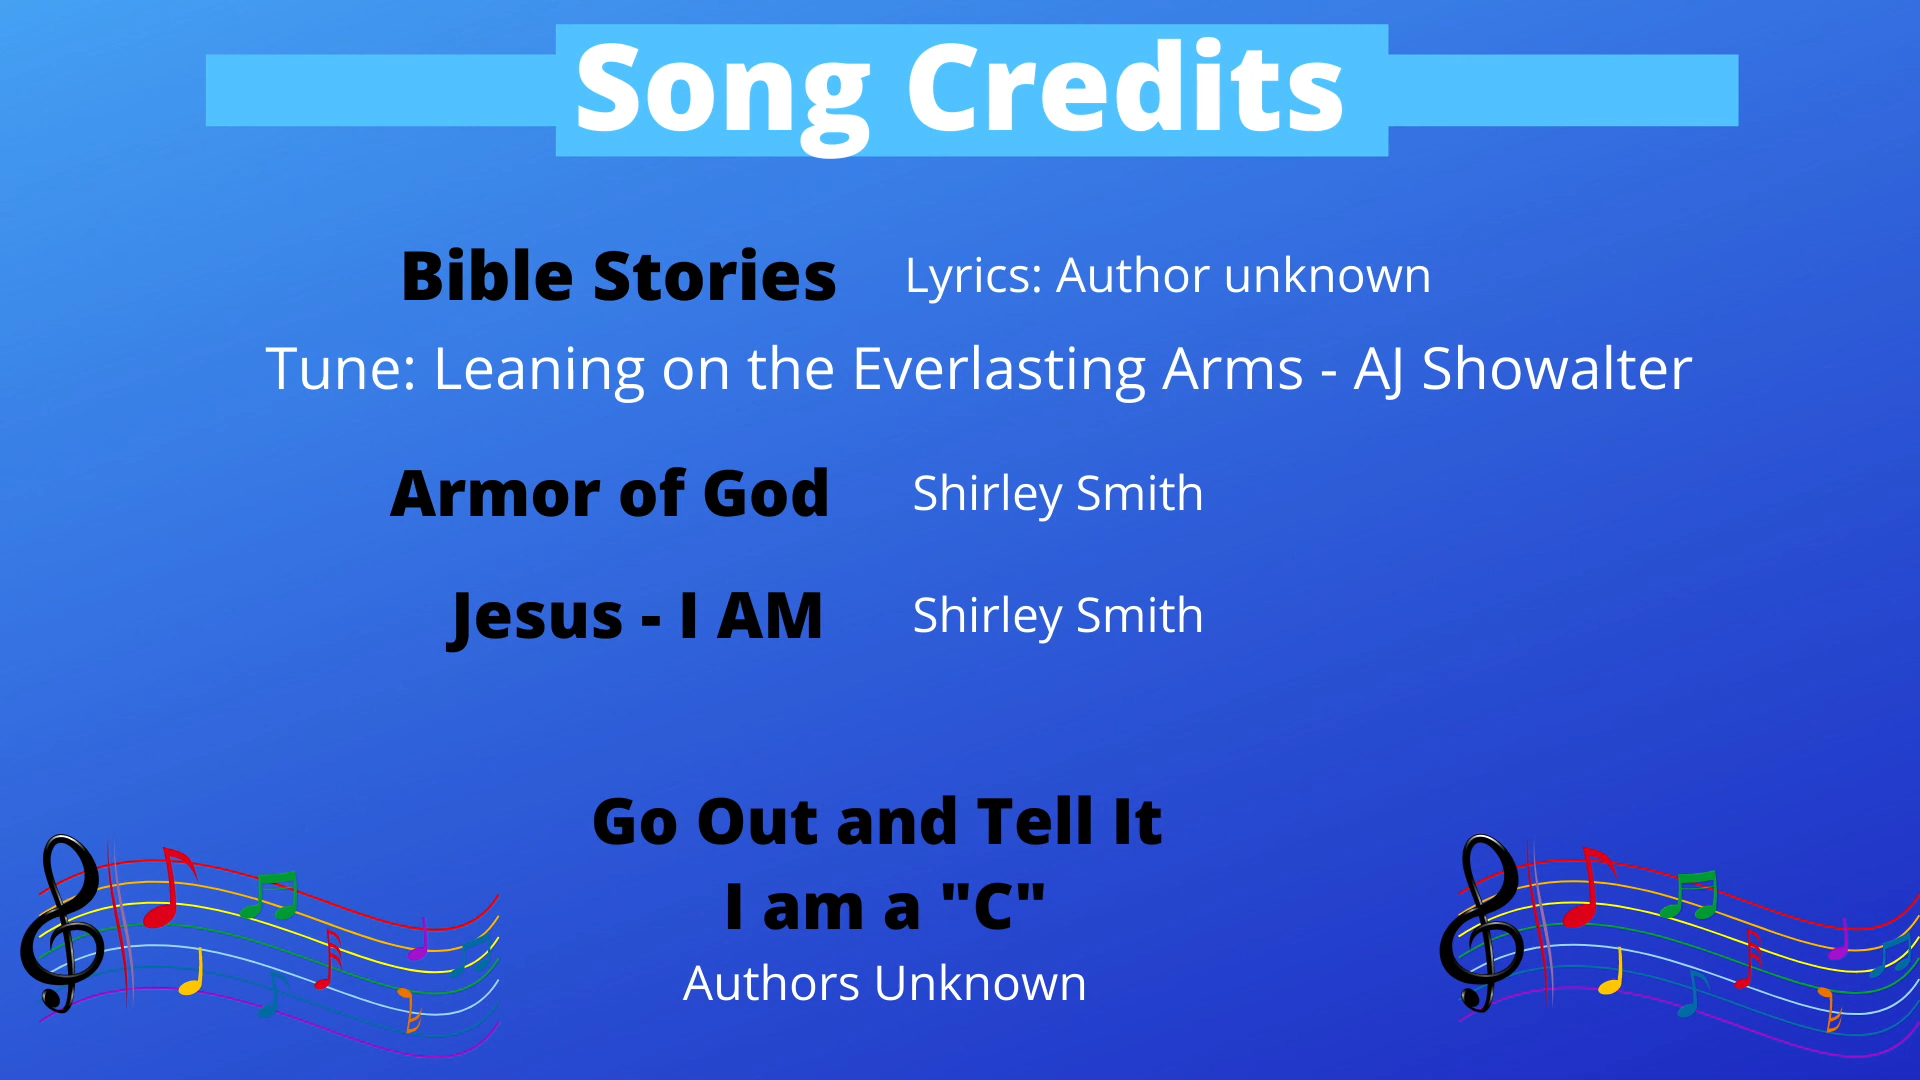 Song Credits
Bible Stories Lyrics: Author unknown
Tune: Leaning on the Everlasting Arms - AJ Showalter
Armor of God Shirley Smith
Jesus - I AM Shirley Smith
Go Out and Tell It
I am a "C"
Authors Unknown